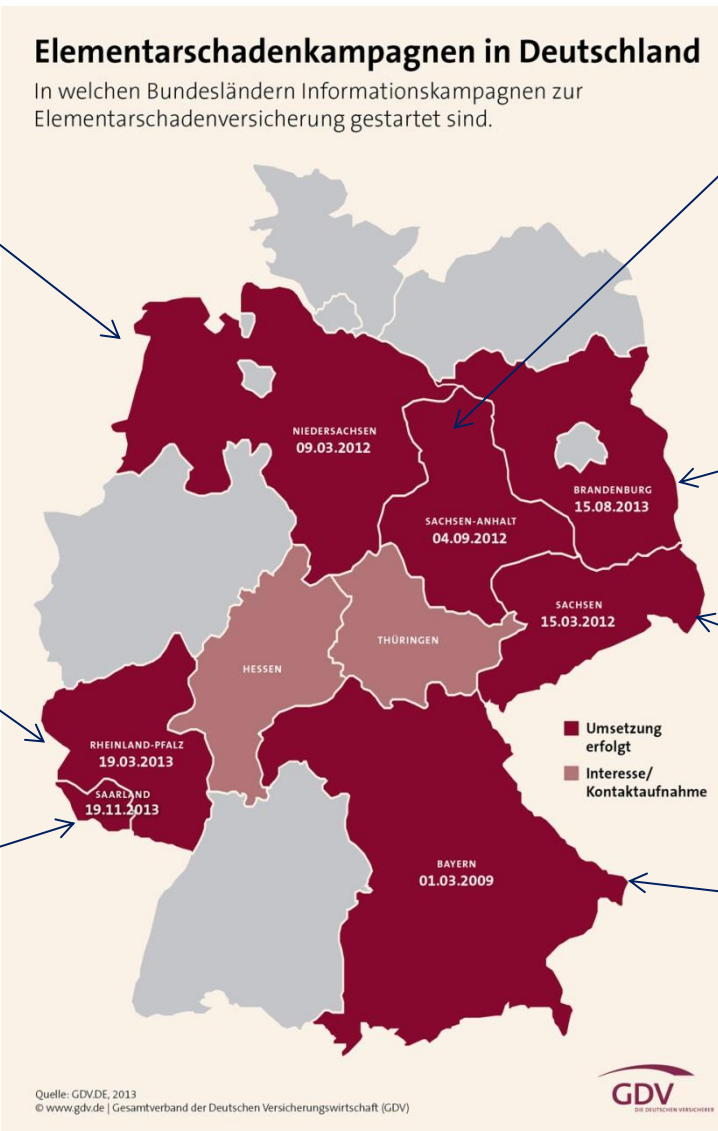 Elementarschadenkampagnen in Deutschland
In welchen Bundesländern Informationskampagnen zur
Elementarschadenversicherung gestartet sind.
NIEDERSACHSEN
09.03.2012
BRANDENBURG
15.08.2013
SACHSEN-ANHALT
04.09.2012
SACHSEN
15.03.2012
THÜRINGEN
HESSEN
Umsetzung
erfolgt
Interesse/
Kontaktaufnahme
RHEINLAND-PFALZ
19.03.2013
SAARLAND
19.11.2013
BAYERN
01.03.2009
Quelle: GDV.DE, 2013
© www.gdv.de | Gesamtverband der Deutschen Versicherungswirtschaft (GDV)
GDV
DIE DEUTSCHEN VERSICHERER